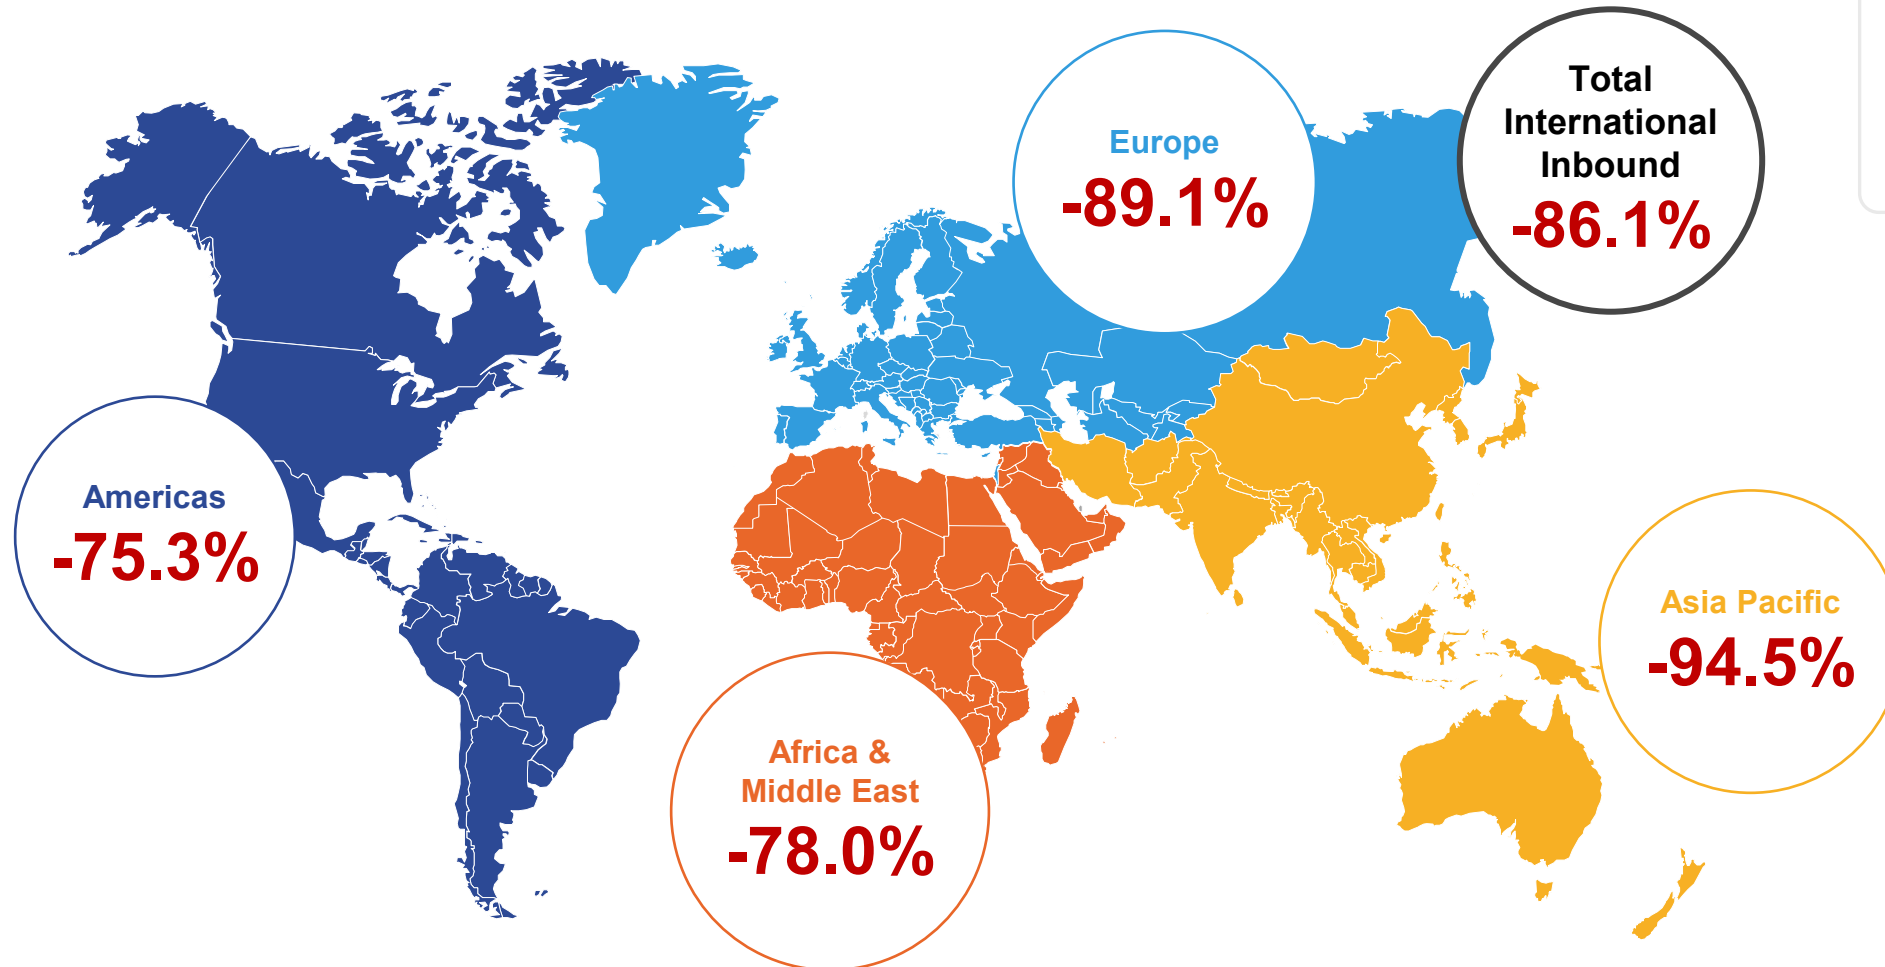 Total
International
Inbound
-86.1%
Europe
-89.1%
Americas
-75.3%
Asia Pacific
-94.5%
Africa &
Middle East
-78.0%